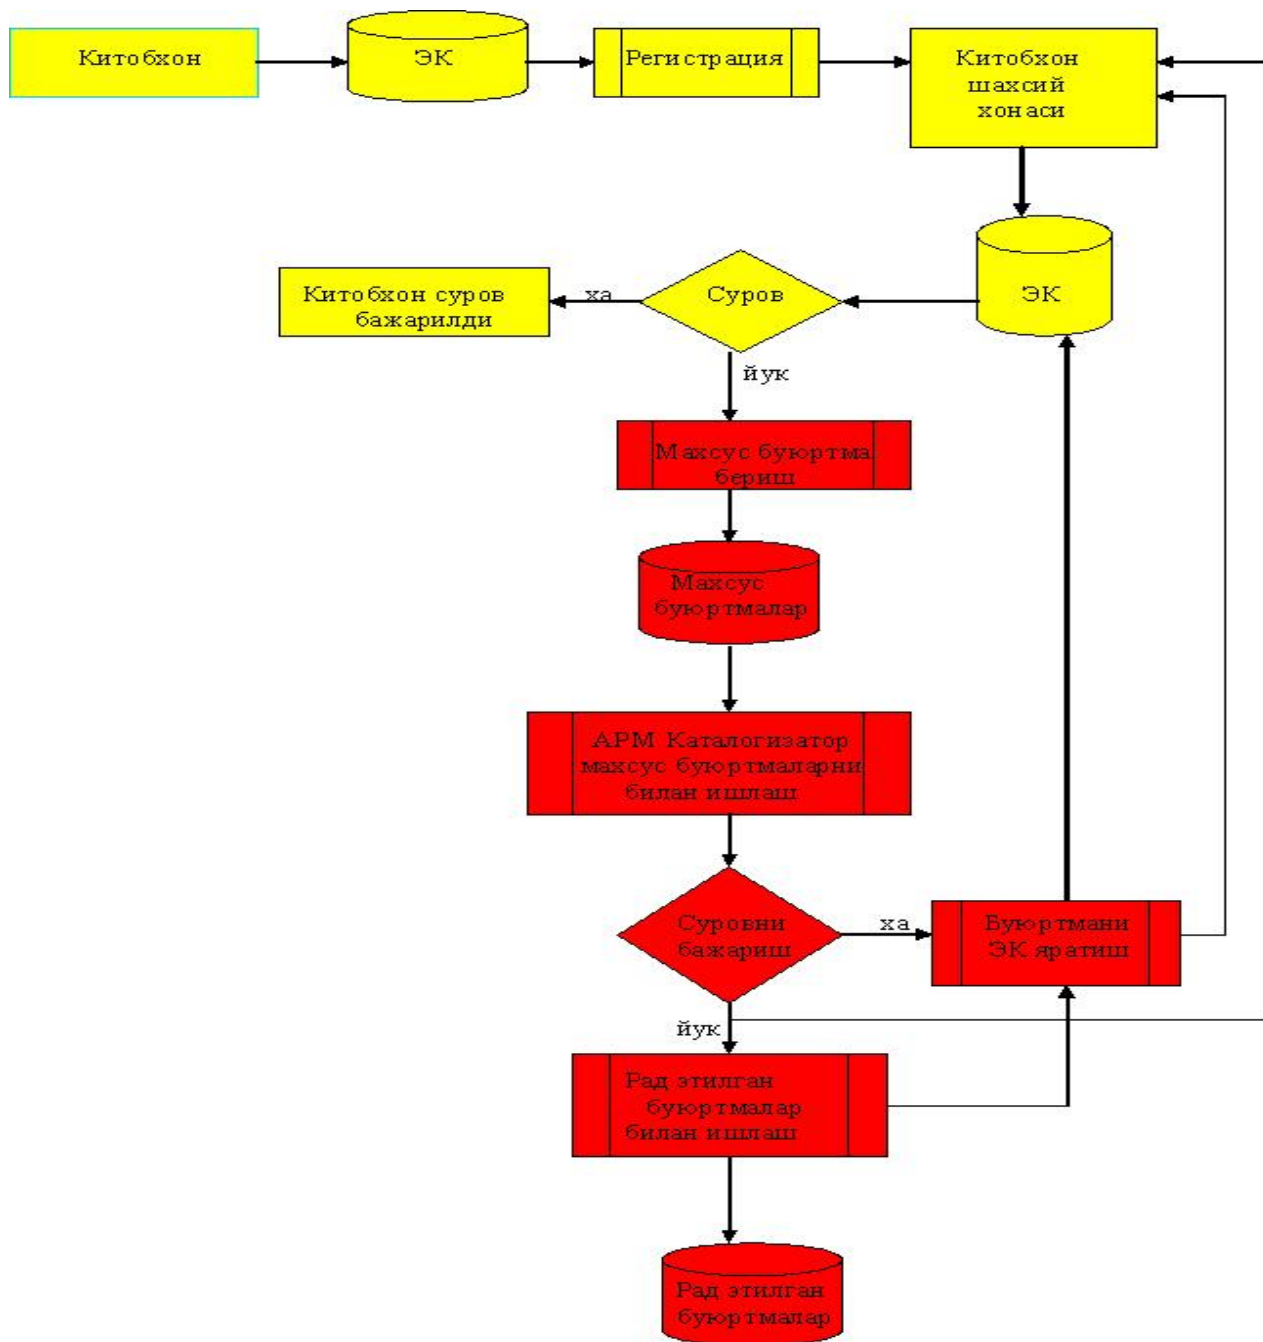 Китобхон
ЭК
Регистрация
Китобхон
шахсий
хонаси
Китобхон суров
бажарилди
ха
Суров
ЭК
йук
Махсус буюртма
бериш
Махсус
буюртмалар
АРМ Каталогизатор
махсус буюртмаларни
билан ишлаш
Суровни
бажариш
ха
Буюртмани
ЭК яратиш
йук
Рад этилган
буюртмалар
билан ишлаш
Рад этилган
буюртмалар